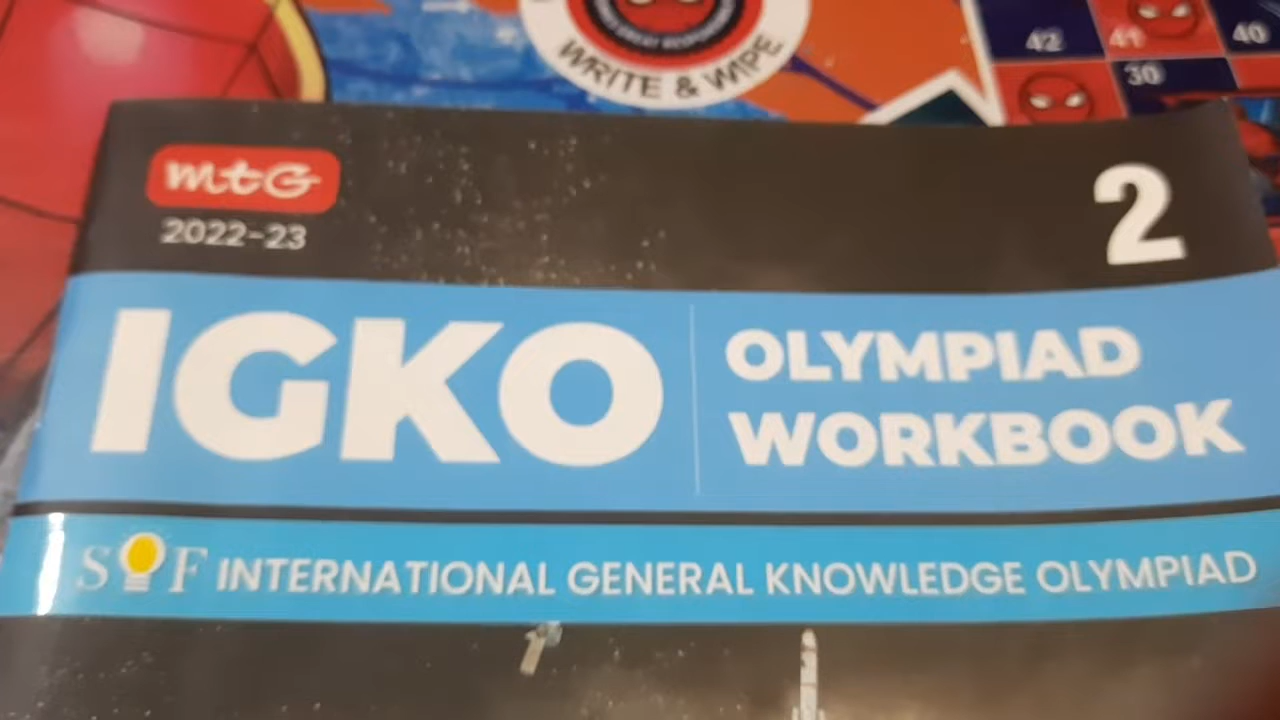 WRITE & WIPE
42 41 40
30
mtG
2022-23
2
IGKO
OLYMPIAD
WORKBOOK
SOF INTERNATIONAL GENERAL KNOWLEDGE OLYMPIAD